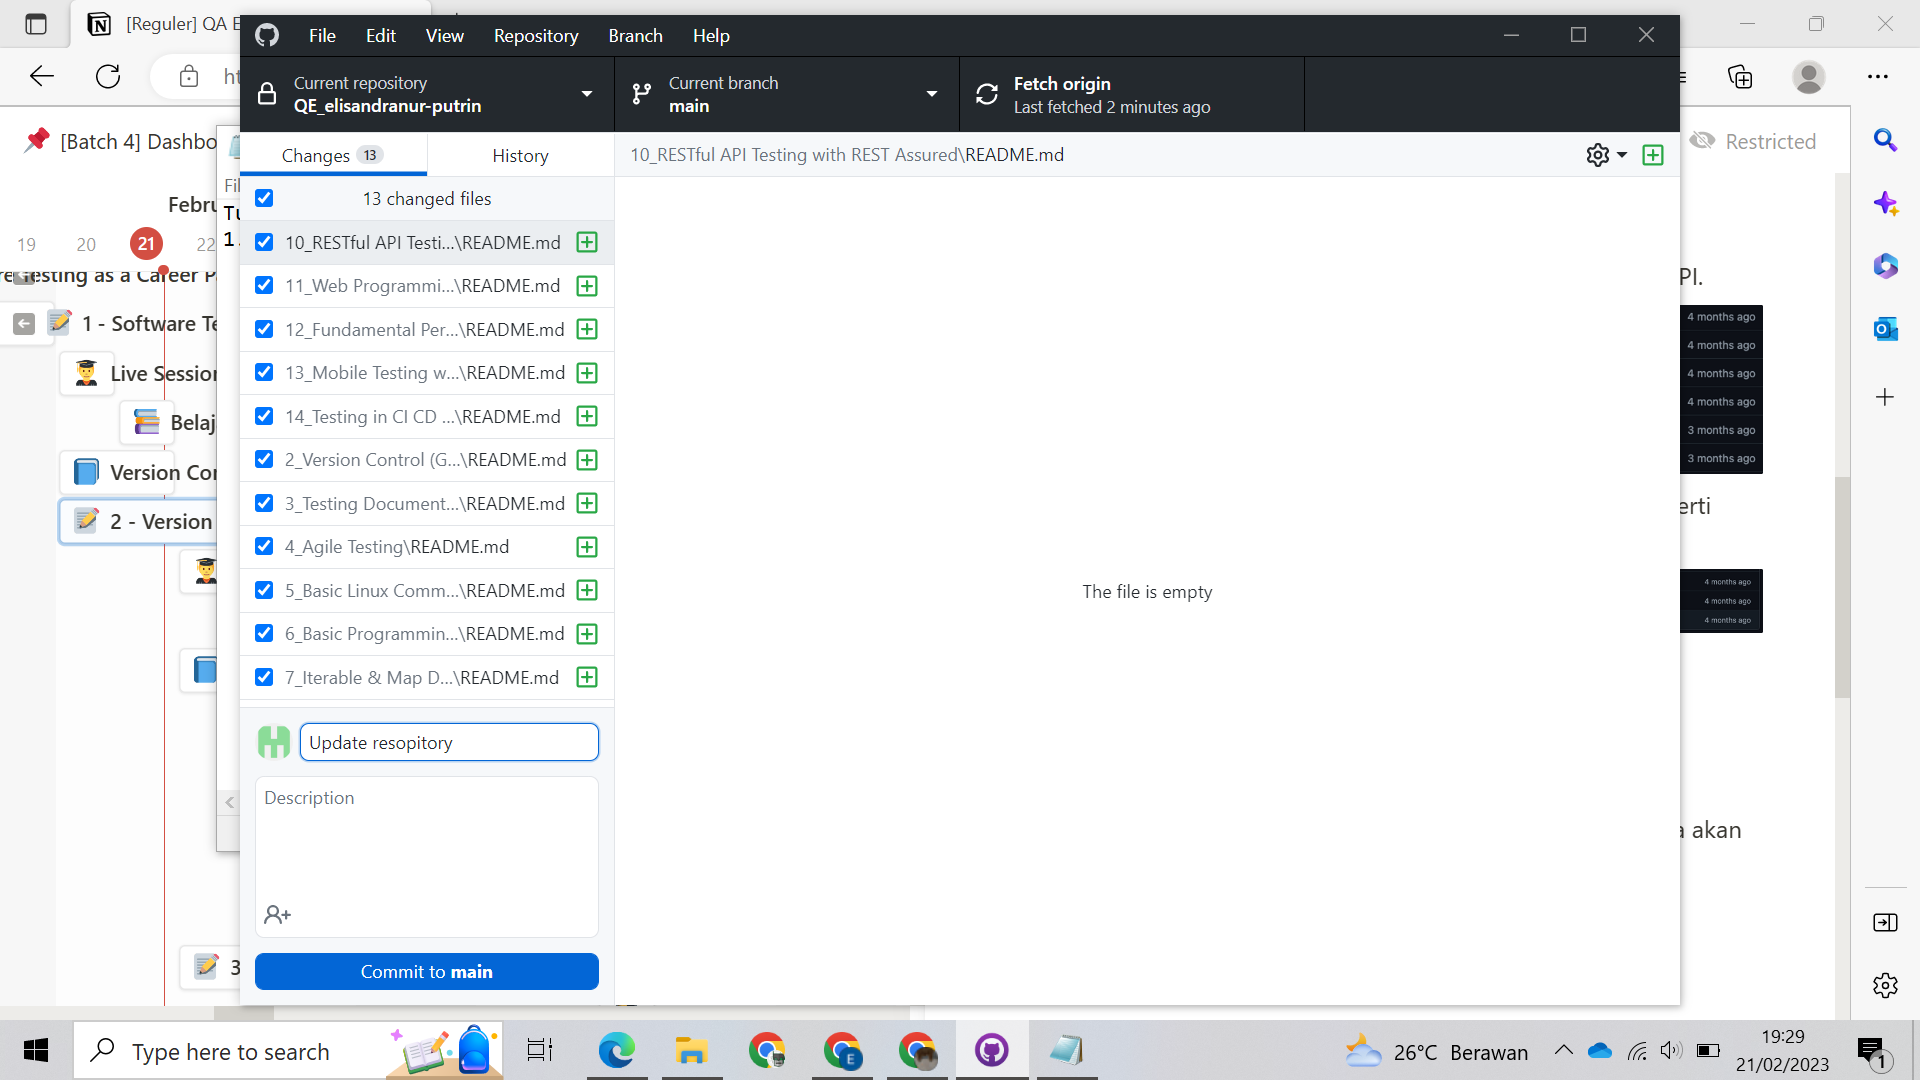 [Reguler] QA E
File Edit View Repository Branch Help
Current repository
QE_elisandranur-putrin
Current branch
main
Fetch origin
Last fetched 2 minutes ago
[Batch 4] Dashbo
Restricted
Changes 13
History
10_RESTful API Testing with REST Assured\README.md
13 changed files
Febru
19 20 21 22
10_RESTful API Testi...\README.md
11_Web Programmi...\README.md
12_Fundamental Per...\README.md
13_Mobile Testing w...\README.md
14_Testing in CI CD ...\README.md
2_Version Control (G...\README.md
3_Testing Document...\README.md
4_Agile Testing\README.md
5_Basic Linux Comm...\README.md
6_Basic Programmin...\README.md
7_Iterable & Map D...\README.md
The file is empty
Update resopitory
Description
Commit to main
esting as a Career P
1 - Software Te
Live Session
Belaj
Version Con
2 - Version
3
PI.
4 months ago
4 months ago
4 months ago
4 months ago
3 months ago
3 months ago
erti
4 months ago
4 months ago
4 months ago
a akan
Type here to search
26°C Berawan
19:29
21/02/2023
1